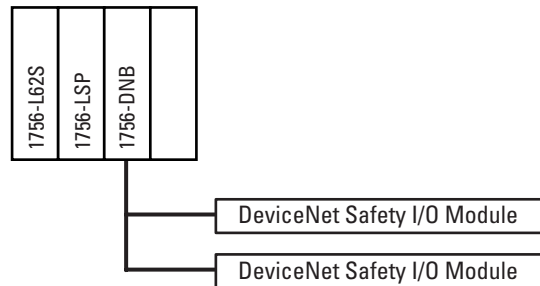 1756-L62S
1756-LSP
1756-DNB
DeviceNet Safety I/O Module
DeviceNet Safety I/O Module